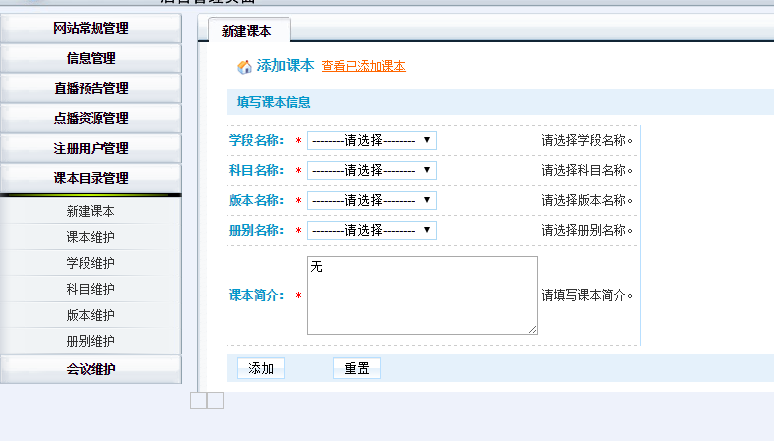 网站常规管理
信息管理
直播预告管理
点播资源管理
注册用户管理
课本目录管理
新建课本
课本维护
学段维护
科目维护
版本维护
册别维护
会议维护
新建课本
添加课本 查看已添加课本
填写课本信息
学段名称： * --------请选择-------- 请选择学段名称。
科目名称： * --------请选择-------- 请选择科目名称。
版本名称： * --------请选择-------- 请选择版本名称。
册别名称： * --------请选择-------- 请选择册别名称。
课本简介： * 无 请填写课本简介。
添加 重置